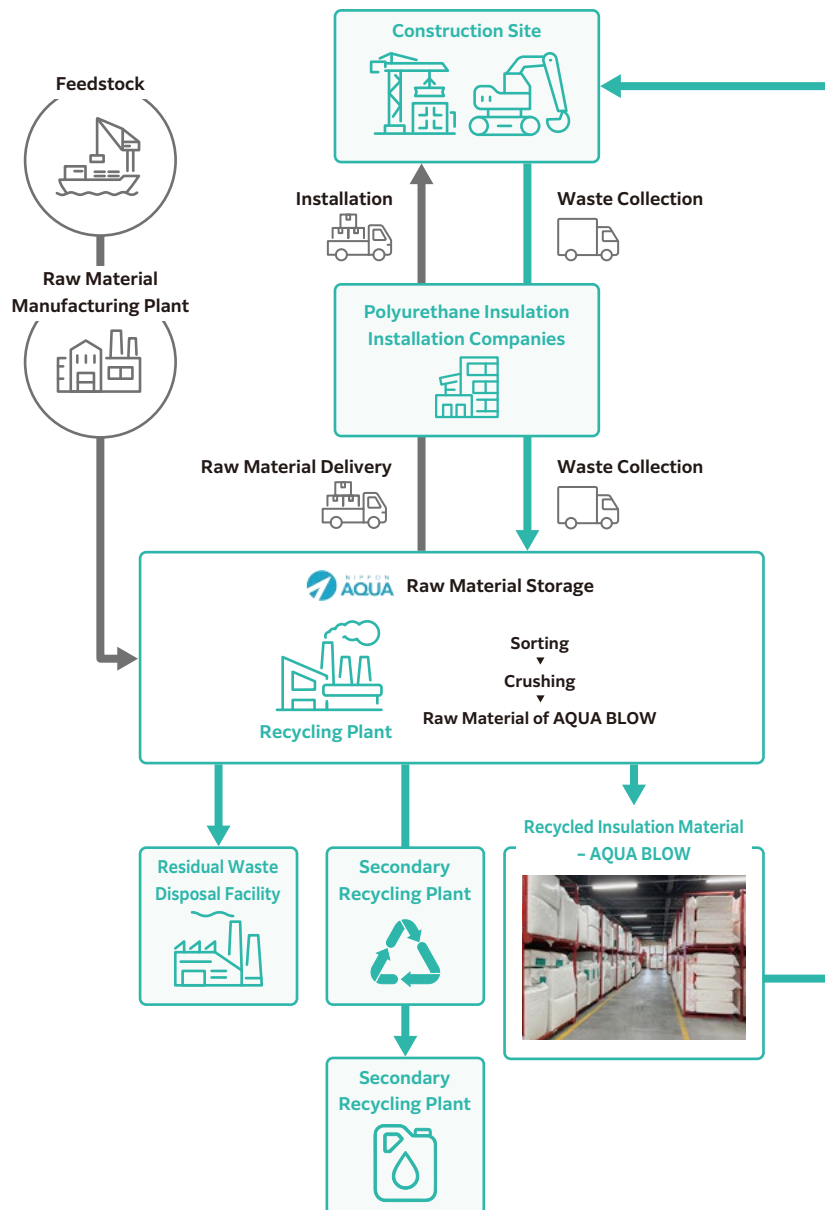 Construction Site
Feedstock
Installation
Waste Collection
Raw Material
Manufacturing Plant
Polyurethane Insulation
Installation Companies
Raw Material Delivery
Waste Collection
NIPPON
AQUA
Raw Material Storage
Sorting
Crushing
Raw Material of AQUA BLOW
Recycling Plant
Residual Waste
Disposal Facility
Secondary
Recycling Plant
Recycled Insulation Material
– AQUA BLOW
Secondary
Recycling Plant